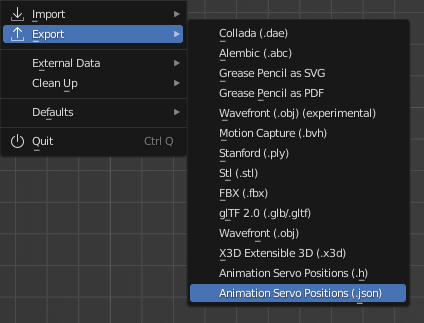 Import
Export
External Data
Clean Up
Defaults
Quit Ctrl Q
Collada (.dae)
Alembic (.abc)
Grease Pencil as SVG
Grease Pencil as PDF
Wavefront (.obj) (experimental)
Motion Capture (.bvh)
Stanford (.ply)
Stl (.stl)
FBX (.fbx)
glTF 2.0 (.glb/.gltf)
Wavefront (.obj)
X3D Extensible 3D (.x3d)
Animation Servo Positions (.h)
Animation Servo Positions (.json)